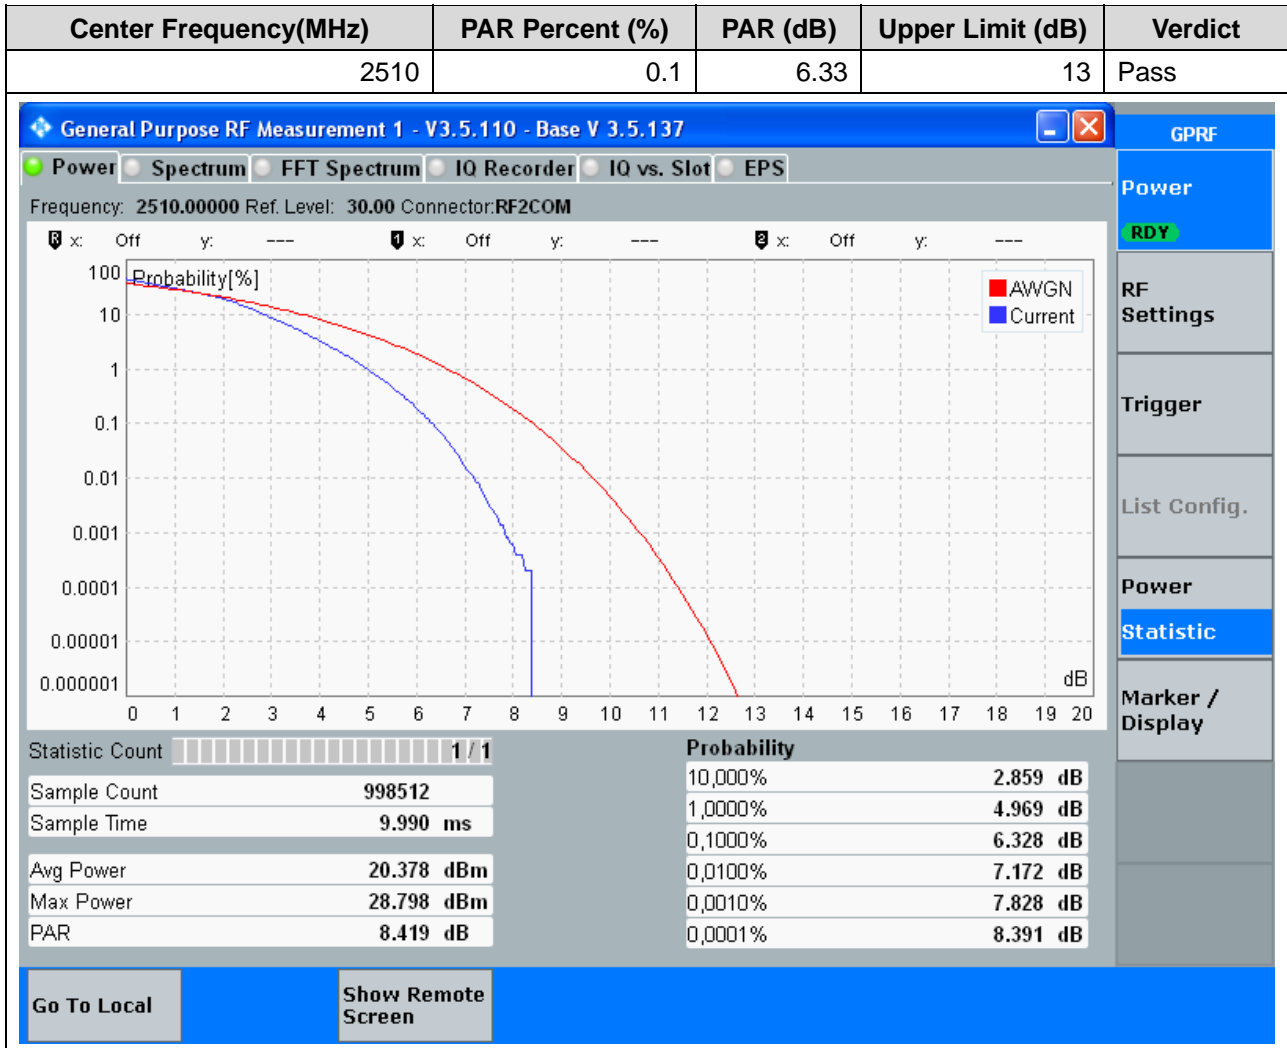 Center Frequency(MHz) PAR Percent (%) PAR (dB) Upper Limit (dB) Verdict
2510 0.1 6.33 13 Pass
General Purpose RF Measurement 1 - V3.5.110 - Base V 3.5.137
GPRF
Power Spectrum FFT Spectrum IQ Recorder IQ vs. Slot EPS
Frequency: 2510.00000 Ref. Level: 30.00 Connector:RF2COM
R x: Off y: --- 1 x: Off y: --- 2 x: Off y: ---
Probability[%]
AWGN
Current
100
10
1
0.1
0.01
0.001
0.0001
0.00001
0.000001
dB
0 1 2 3 4 5 6 7 8 9 10 11 12 13 14 15 16 17 18 19 20
Statistic Count 1 / 1
Sample Count 998512
Sample Time 9.990 ms
Avg Power 20.378 dBm
Max Power 28.798 dBm
PAR 8.419 dB
Probability
10,000% 2.859 dB
1,0000% 4.969 dB
0,1000% 6.328 dB
0,0100% 7.172 dB
0,0010% 7.828 dB
0,0001% 8.391 dB
Power
RDY
RF
Settings
Trigger
List Config.
Power
Statistic
Marker /
Display
Go To Local
Show Remote
Screen